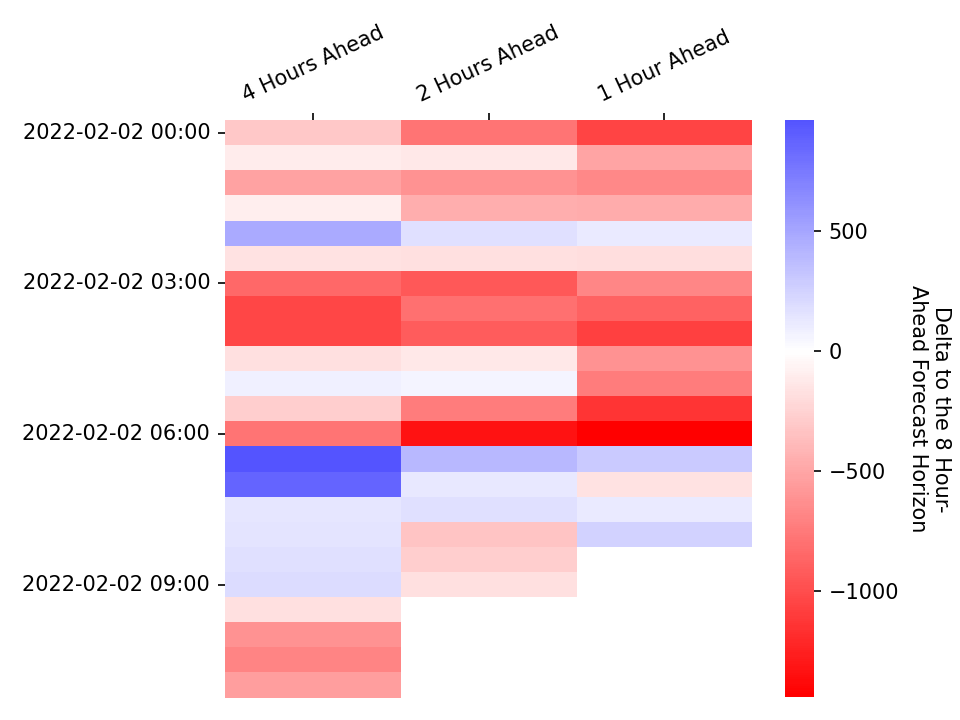 4 Hours Ahead
2 Hours Ahead
1 Hour Ahead
2022-02-02 00:00
2022-02-02 03:00
2022-02-02 06:00
2022-02-02 09:00
500
0
−500
−1000
Delta to the 8 Hour-
Ahead Forecast Horizon